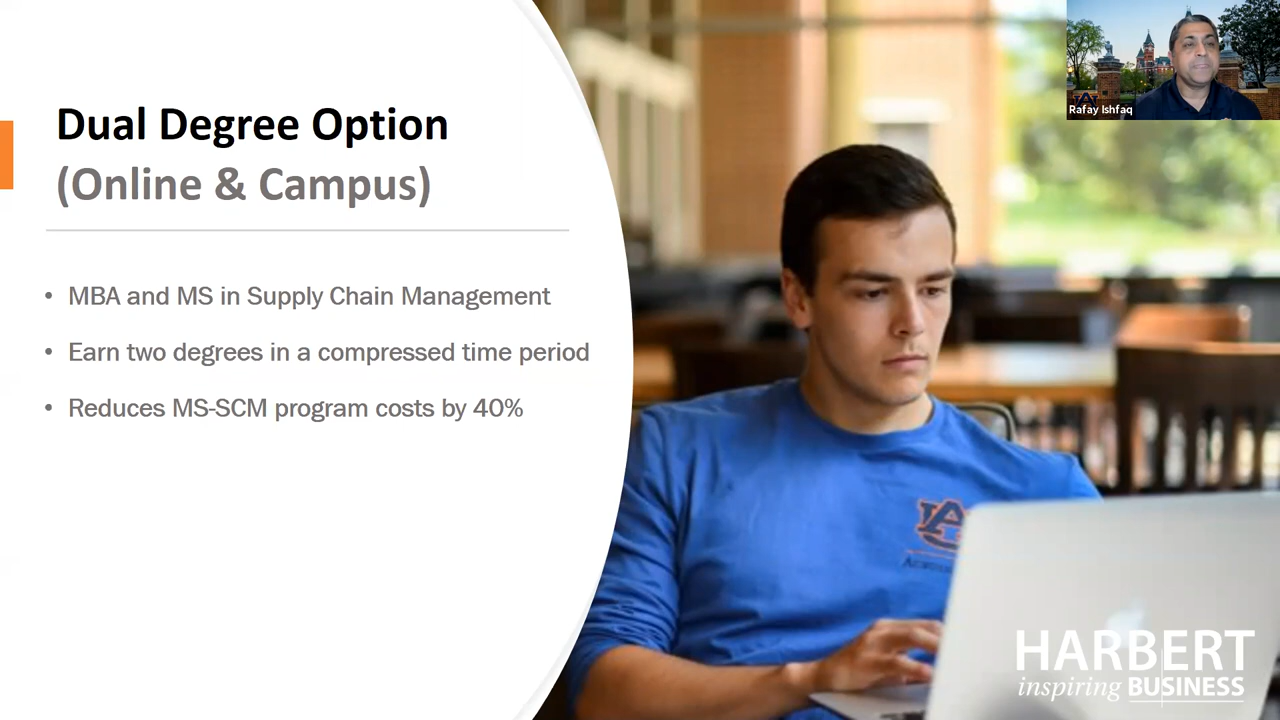 Dual Degree Option
(Online & Campus)
• MBA and MS in Supply Chain Management
• Earn two degrees in a compressed time period
• Reduces MS-SCM program costs by 40%
Rafay Ishfaq
AU
HARBERT
inspiring BUSINESS